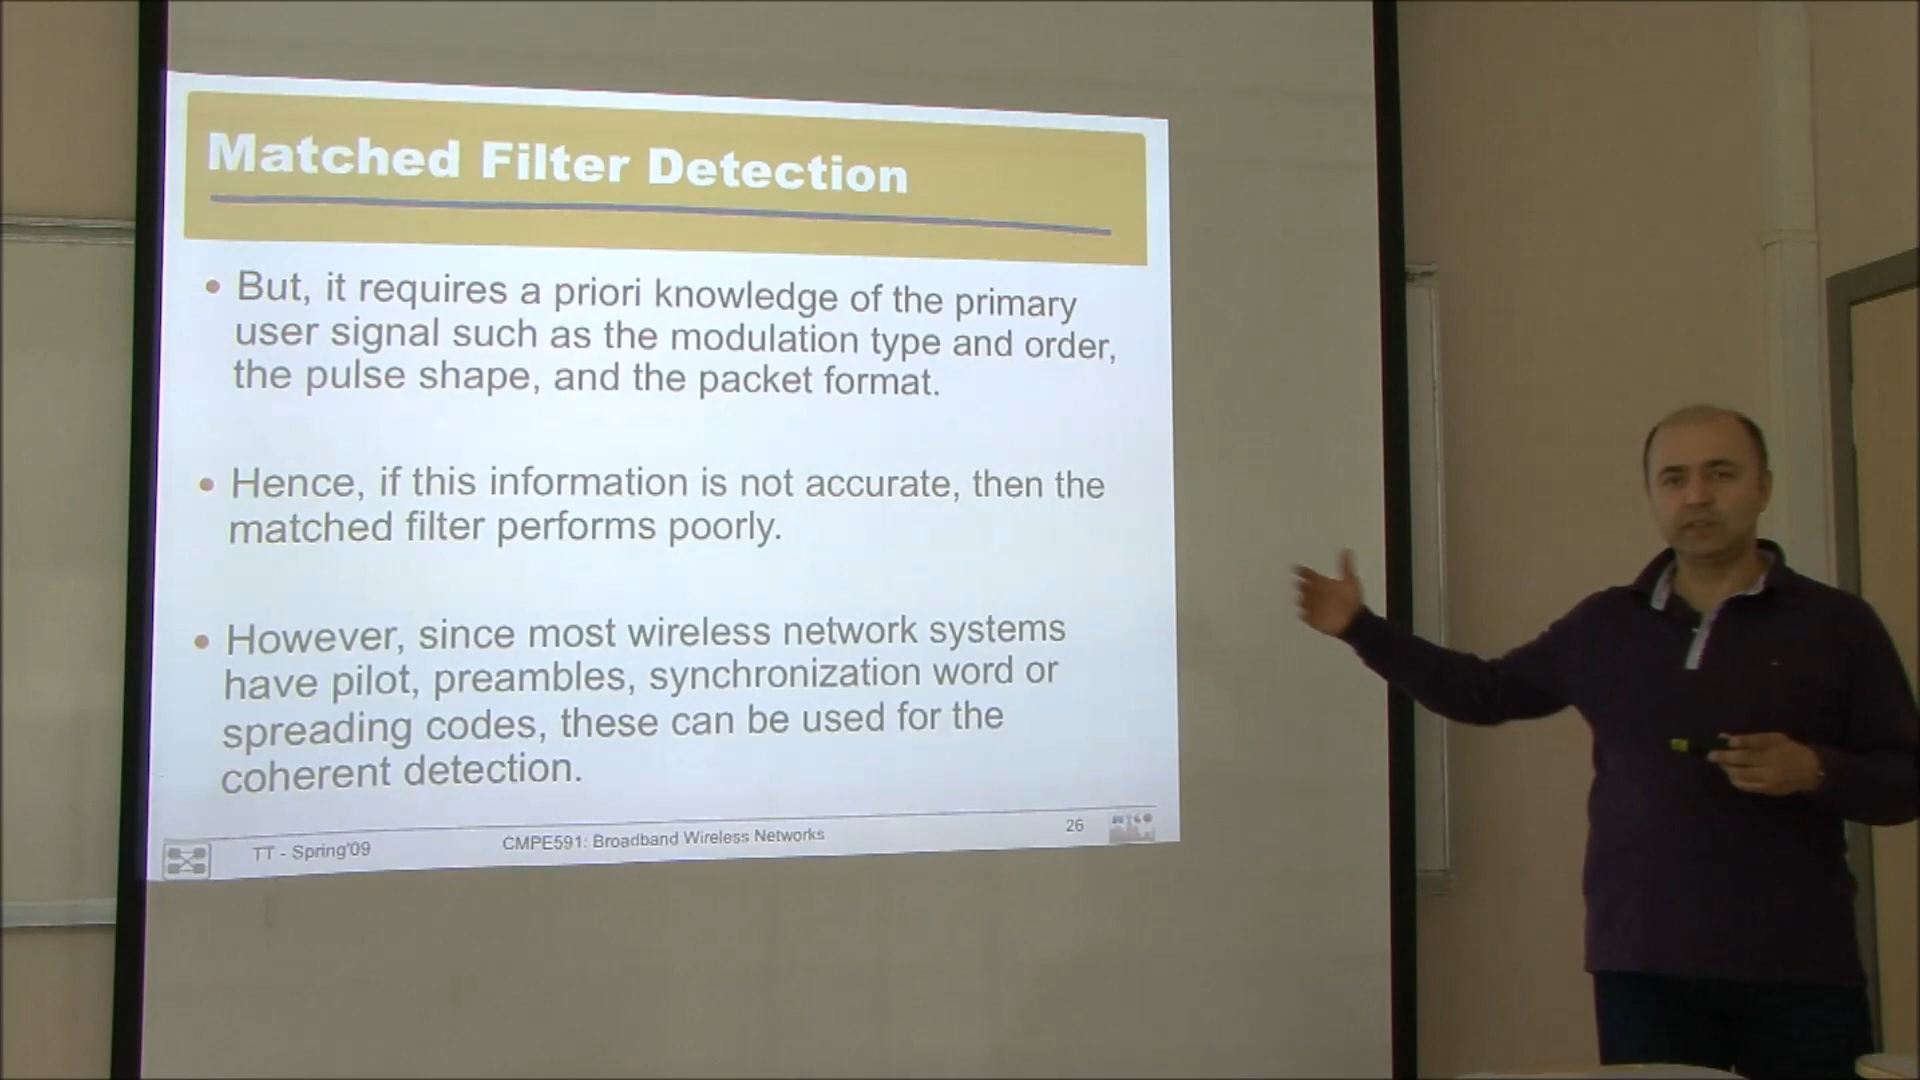 Matched Filter Detection
• But, it requires a priori knowledge of the primary
user signal such as the modulation type and order,
the pulse shape, and the packet format.
• Hence, if this information is not accurate, then the
matched filter performs poorly.
• However, since most wireless network systems
have pilot, preambles, synchronization word or
spreading codes, these can be used for the
coherent detection.
TT - Spring'09 CMPE591: Broadband Wireless Networks 26